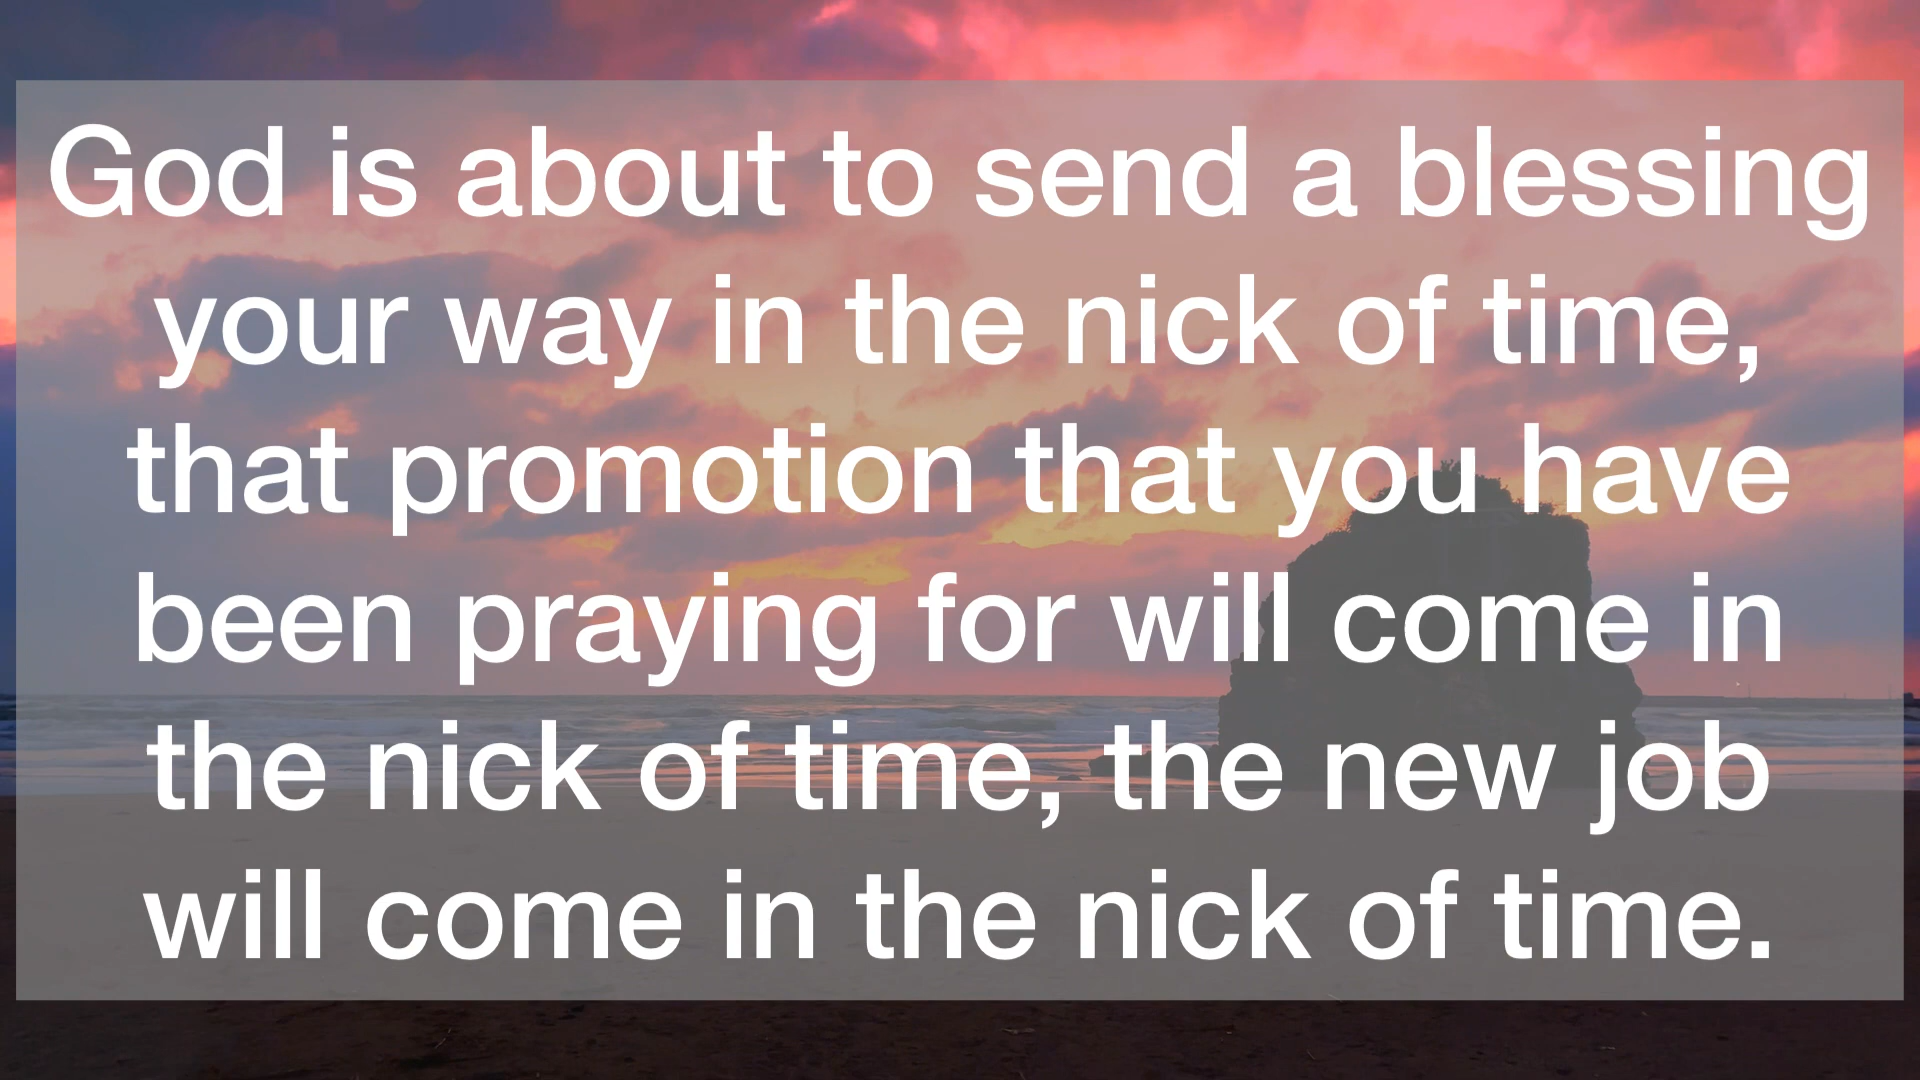 God is about to send a blessing
your way in the nick of time,
that promotion that you have
been praying for will come in
the nick of time, the new job
will come in the nick of time.